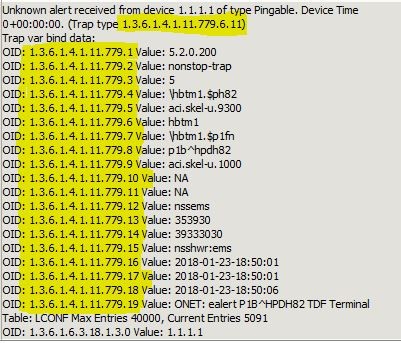 Unknown alert received from device 1.1.1.1 of type Pingable. Device Time
0+00:00:00. (Trap type 1.3.6.1.4.1.11.779.6.11)
Trap var bind data:
OID: 1.3.6.1.4.1.11.779.1 Value: 5.2.0.200
OID: 1.3.6.1.4.1.11.779.2 Value: nonstop-trap
OID: 1.3.6.1.4.1.11.779.3 Value: 5
OID: 1.3.6.1.4.1.11.779.4 Value: \hbtm1.$ph82
OID: 1.3.6.1.4.1.11.779.5 Value: aci.skel-u.9300
OID: 1.3.6.1.4.1.11.779.6 Value: hbtm1
OID: 1.3.6.1.4.1.11.779.7 Value: \hbtm1.$p1fn
OID: 1.3.6.1.4.1.11.779.8 Value: p1b^hpdh82
OID: 1.3.6.1.4.1.11.779.9 Value: aci.skel-u.1000
OID: 1.3.6.1.4.1.11.779.10 Value: NA
OID: 1.3.6.1.4.1.11.779.11 Value: NA
OID: 1.3.6.1.4.1.11.779.12 Value: nssems
OID: 1.3.6.1.4.1.11.779.13 Value: 353930
OID: 1.3.6.1.4.1.11.779.14 Value: 39333030
OID: 1.3.6.1.4.1.11.779.15 Value: nsshwr:ems
OID: 1.3.6.1.4.1.11.779.16 Value: 2018-01-23-18:50:01
OID: 1.3.6.1.4.1.11.779.17 Value: 2018-01-23-18:50:01
OID: 1.3.6.1.4.1.11.779.18 Value: 2018-01-23-18:50:06
OID: 1.3.6.1.4.1.11.779.19 Value: ONET: ealert P1B^HPDH82 TDF Terminal
Table: LCONF Max Entries 40000, Current Entries 5091
OID: 1.3.6.1.6.3.18.1.3.0 Value: 1.1.1.1